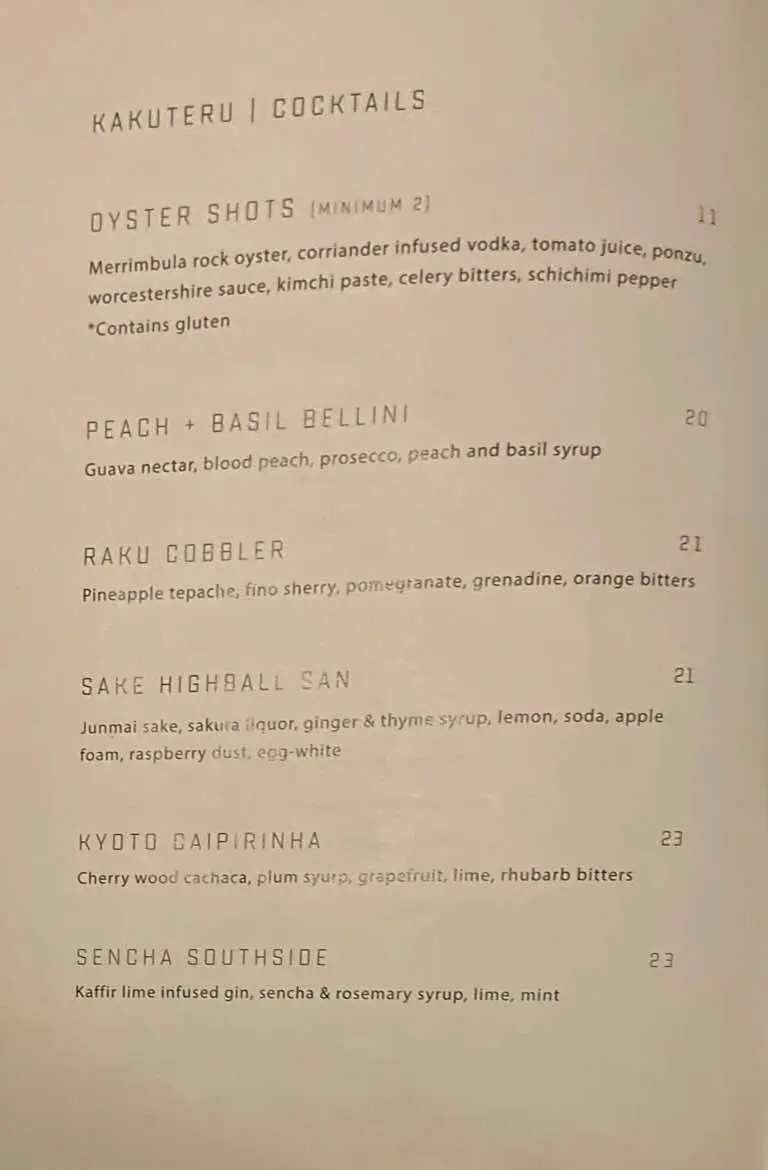 KAKUTERU | COCKTAILS
OYSTER SHOTS (MINIMUM 2) 11
Merrimbula rock oyster, corriander infused vodka, tomato juice, ponzu,
worcestershire sauce, kimchi paste, celery bitters, schichimi pepper
*Contains gluten
PEACH + BASIL BELLINI 20
Guava nectar, blood peach, prosecco, peach and basil syrup
RAKU COBBLER 21
Pineapple tepache, fino sherry, pomegranate, grenadine, orange bitters
SAKE HIGHBALL SAN 21
Junmai sake, sakura liquor, ginger & thyme syrup, lemon, soda, apple
foam, raspberry dust, egg-white
KYOTO CAIPIRINHA 23
Cherry wood cachaca, plum syurp, grapefruit, lime, rhubarb bitters
SENCHA SOUTHSIDE 23
Kaffir lime infused gin, sencha & rosemary syrup, lime, mint